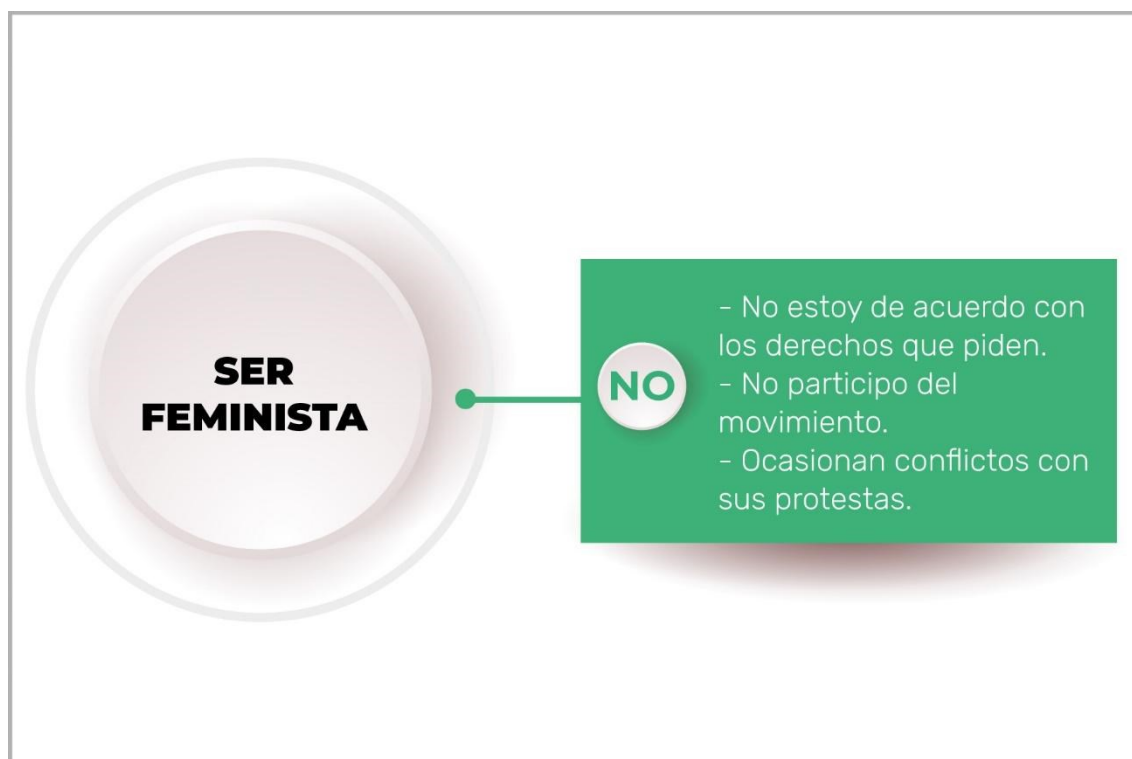 SER
FEMINISTA
NO
- No estoy de acuerdo con
los derechos que piden.
- No participo del
movimiento.
- Ocasionan conflictos con
sus protestas.